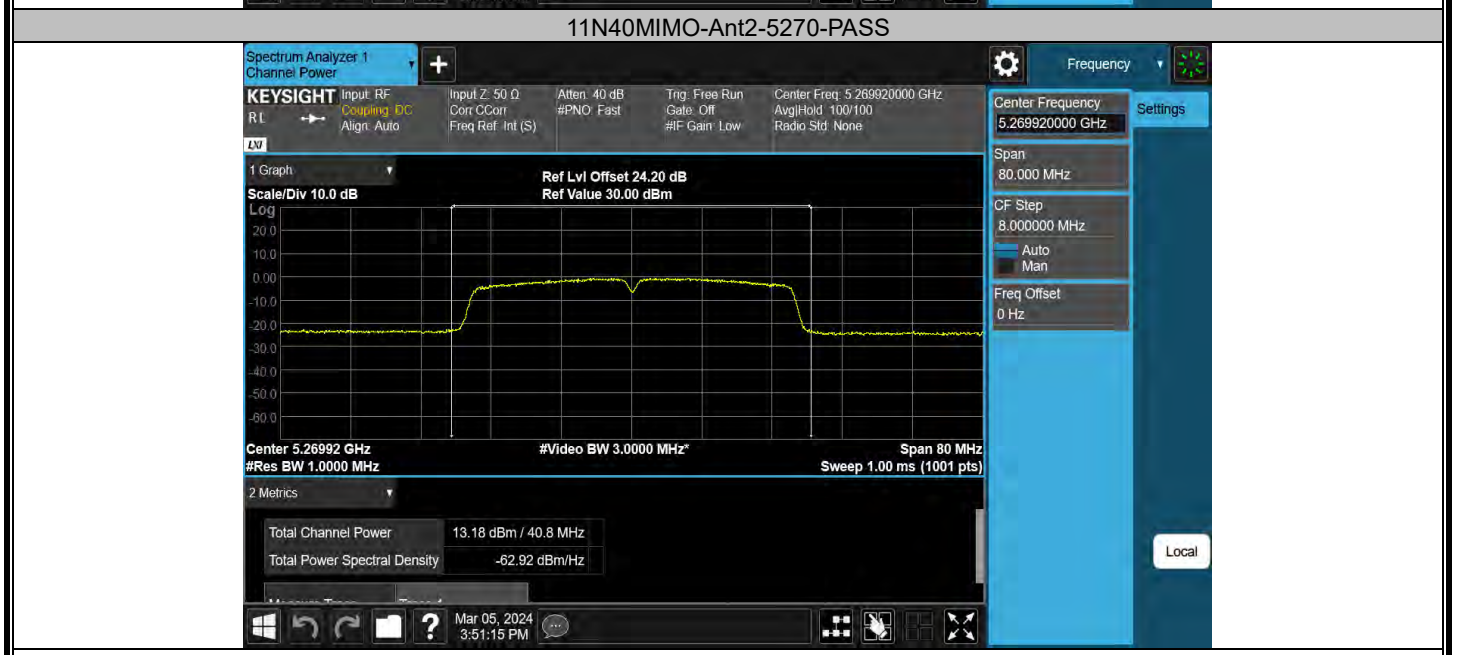 11N40MIMO-Ant2-5270-PASS
Spectrum Analyzer 1
Channel Power
Frequency
KEYSIGHT
Input: RF
Coupling: DC
Align: Auto
Input Z: 50 Ω
Corr CCorr
Freq Ref: Int (S)
Atten: 40 dB
#PNO: Fast
Trig: Free Run
Gate: Off
#IF Gain: Low
Center Freq: 5.269920000 GHz
Avg|Hold: 100/100
Radio Std: None
LXI
Center Frequency
5.269920000 GHz
Settings
Span
80.000 MHz
CF Step
8.000000 MHz
Auto
Man
Freq Offset
0 Hz
1 Graph
Scale/Div 10.0 dB
Ref Lvl Offset 24.20 dB
Ref Value 30.00 dBm
Log
20.0
10.0
0.00
-10.0
-20.0
-30.0
-40.0
-50.0
-60.0
Center 5.26992 GHz
#Video BW 3.0000 MHz*
Span 80 MHz
#Res BW 1.0000 MHz
Sweep 1.00 ms (1001 pts)
2 Metrics
Total Channel Power
13.18 dBm / 40.8 MHz
Total Power Spectral Density
-62.92 dBm/Hz
Local
?
Mar 05, 2024
3:51:15 PM